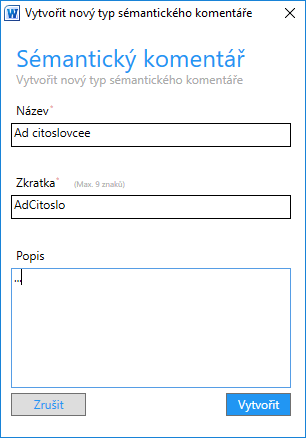 Vytvořit nový typ sémantického komentáře
Sémantický komentář
Vytvořit nový typ sémantického komentáře
Název*
Ad citoslovcee
Zkratka* (Max. 9 znaků)
AdCitoslo
Popis
...
Zrušit
Vytvořit